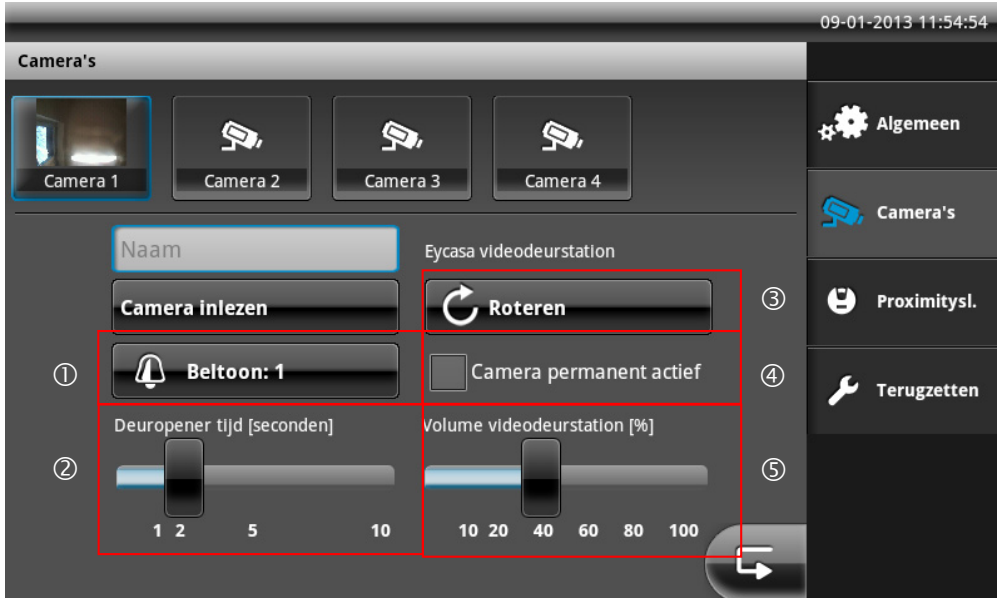 09-01-2013 11:54:54
Camera's
Camera 1
Camera 2
Camera 3
Camera 4
Naam
Eycasa videodeurstation
Camera inlezen
Roteren
③
①
Beltoon: 1
Camera permanent actief
④
Deuropener tijd [seconden]
Volume videodeurstation [%]
②
⑤
1 2 5 10
10 20 40 60 80 100
Algemeen
Camera's
Proximitysl.
Terugzetten